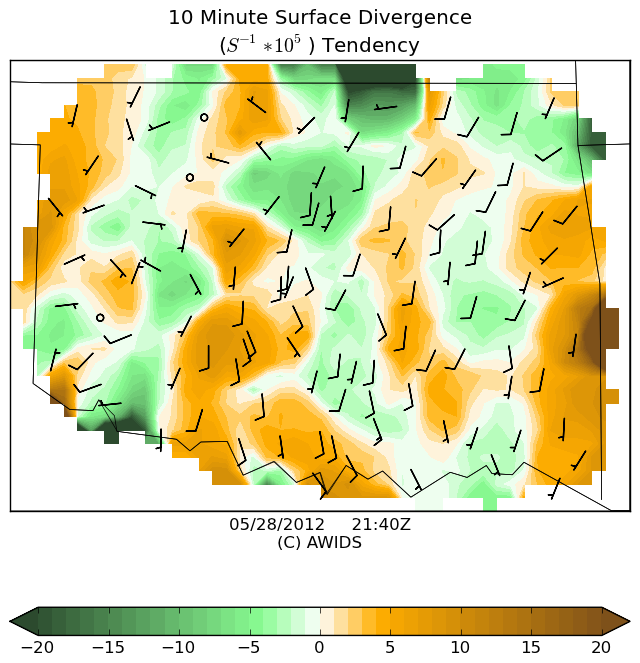 10 Minute Surface Divergence
(S⁻¹ * 10⁵ ) Tendency
05/28/2012 21:40Z
(C) AWIDS
−20 −15 −10 −5 0 5 10 15 20